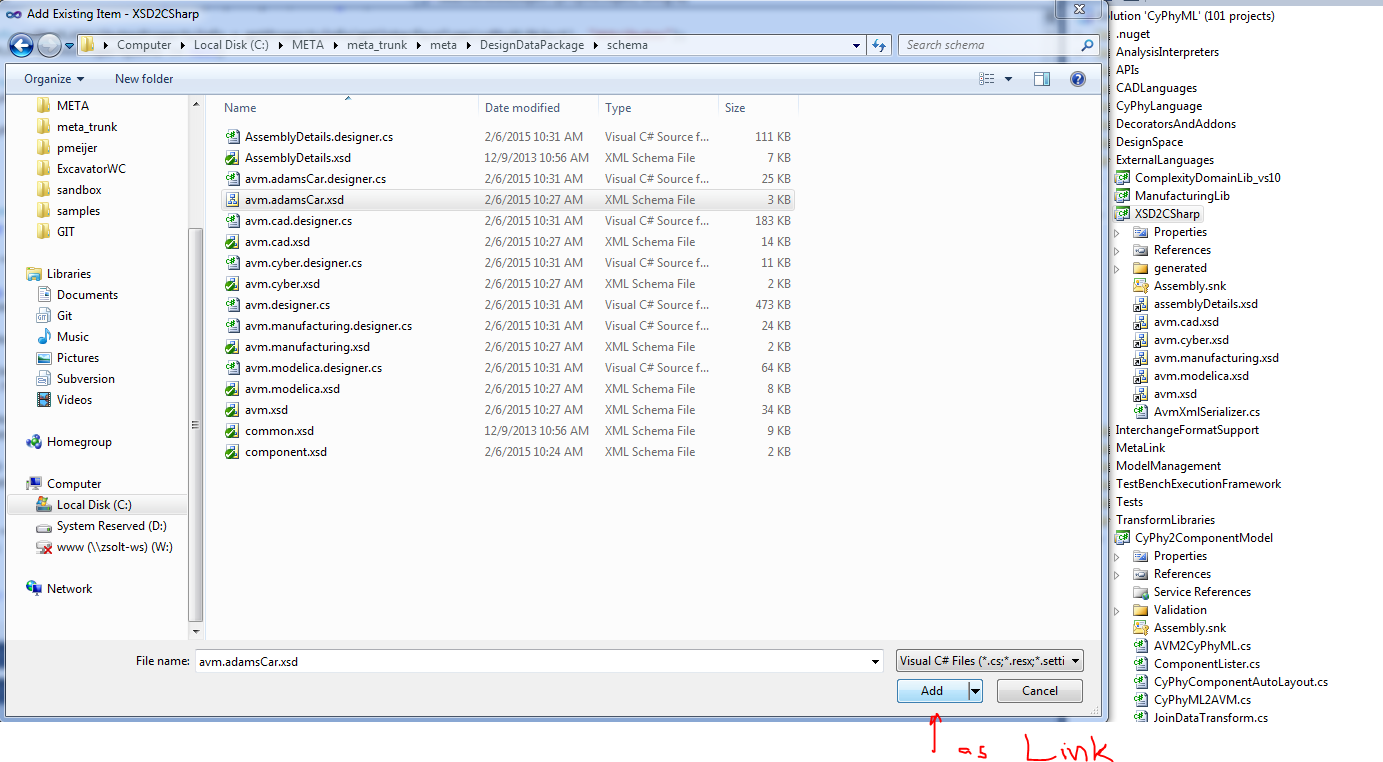 Add Existing Item - XSD2CSharp
Computer
Local Disk (C:)
META
meta_trunk
meta
DesignDataPackage
schema
Search schema
Organize
New folder
META
meta_trunk
pmeijer
ExcavatorWC
sandbox
samples
GIT
Libraries
Documents
Git
Music
Pictures
Subversion
Videos
Homegroup
Computer
Local Disk (C:)
System Reserved (D:)
www (\\zsolt-ws) (W:)
Network
Name Date modified Type Size
AssemblyDetails.designer.cs 2/6/2015 10:31 AM Visual C# Source f... 111 KB
AssemblyDetails.xsd 12/9/2013 10:56 AM XML Schema File 7 KB
avm.adamsCar.designer.cs 2/6/2015 10:31 AM Visual C# Source f... 25 KB
avm.adamsCar.xsd 2/6/2015 10:27 AM XML Schema File 3 KB
avm.cad.designer.cs 2/6/2015 10:31 AM Visual C# Source f... 183 KB
avm.cad.xsd 2/6/2015 10:27 AM XML Schema File 14 KB
avm.cyber.designer.cs 2/6/2015 10:31 AM Visual C# Source f... 11 KB
avm.cyber.xsd 2/6/2015 10:27 AM XML Schema File 2 KB
avm.designer.cs 2/6/2015 10:31 AM Visual C# Source f... 473 KB
avm.manufacturing.designer.cs 2/6/2015 10:31 AM Visual C# Source f... 24 KB
avm.manufacturing.xsd 2/6/2015 10:27 AM XML Schema File 2 KB
avm.modelica.designer.cs 2/6/2015 10:31 AM Visual C# Source f... 64 KB
avm.modelica.xsd 2/6/2015 10:27 AM XML Schema File 8 KB
avm.xsd 2/6/2015 10:27 AM XML Schema File 34 KB
common.xsd 12/9/2013 10:56 AM XML Schema File 9 KB
component.xsd 2/6/2015 10:24 AM XML Schema File 2 KB
File name: avm.adamsCar.xsd
Visual C# Files (*.cs;*.resx;*.setti
Add
Cancel
as Link
lution 'CyPhyML' (101 projects)
.nuget
AnalysisInterpreters
APIs
CADLanguages
CyPhyLanguage
DecoratorsAndAddons
DesignSpace
ExternalLanguages
ComplexityDomainLib_vs10
ManufacturingLib
XSD2CSharp
Properties
References
generated
Assembly.snk
assemblyDetails.xsd
avm.cad.xsd
avm.cyber.xsd
avm.manufacturing.xsd
avm.modelica.xsd
avm.xsd
AvmXmlSerializer.cs
InterchangeFormatSupport
MetaLink
ModelManagement
TestBenchExecutionFramework
Tests
TransformLibraries
CyPhy2ComponentModel
Properties
References
Service References
Validation
Assembly.snk
AVM2CyPhyML.cs
ComponentLister.cs
CyPhyComponentAutoLayout.cs
CyPhyML2AVM.cs
JoinDataTransform.cs